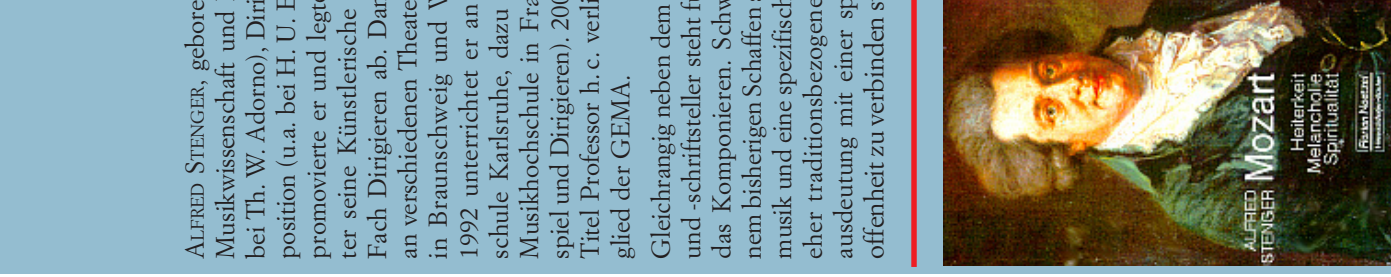 ALFRED STENGER, gebore
Musikwissenschaft und
bei Th. W. Adorno), Diri
position (u.a. bei H. U. E
promovierte er und legte
ter seine Künstlerische
Fach Dirigieren ab. Dar
an verschiedenen Theate
in Braunschweig und W
1992 unterrichtet er an
schule Karlsruhe, dazu
Musikhochschule in Fra
spiel und Dirigieren). 200
Titel Professor h. c. verli
glied der GEMA.
Gleichrangig neben den
und -schriftsteller steht f
das Komponieren. Schw
nem bisherigen Schaffen
musik und eine spezifisch
eher traditionsbezogene
ausdeutung mit einer sp
offenheit zu verbinden s
ALFRED
STENGER Mozart
Heiterkeit
Melancholie
Spiritualität
Florian Noetzel